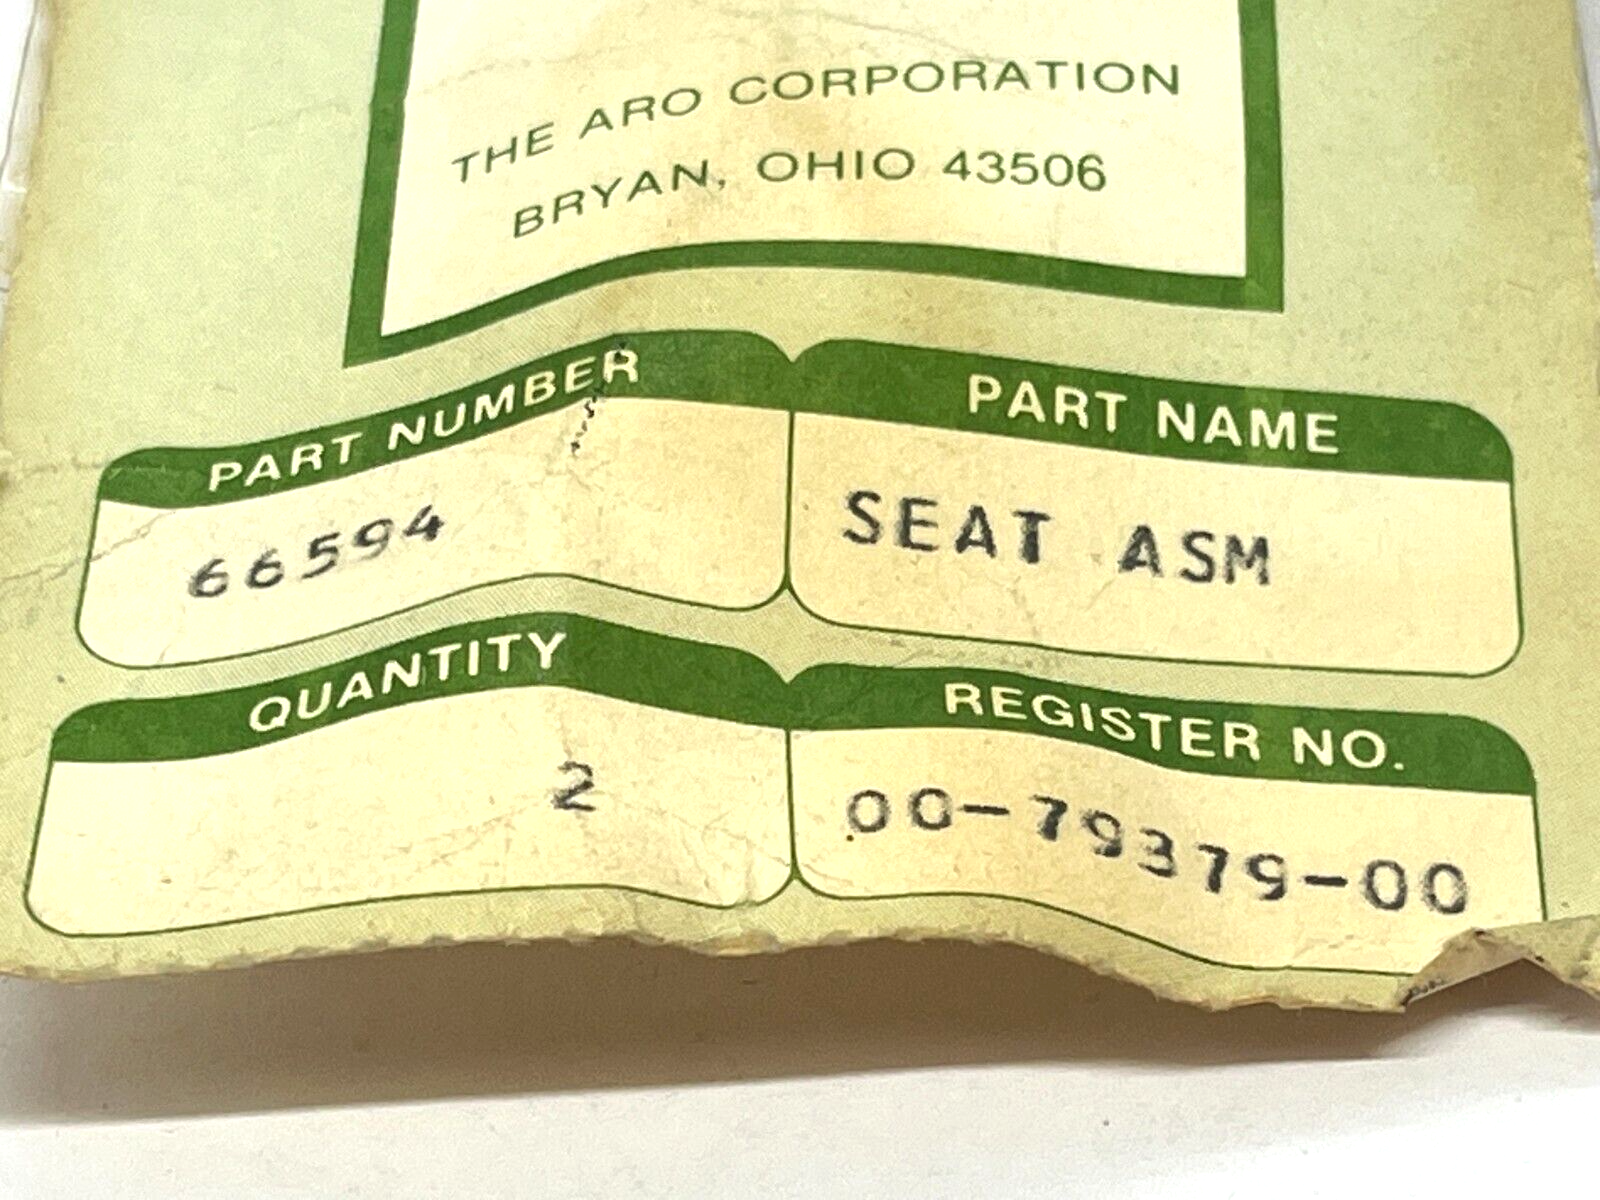 THE ARO CORPORATION
BRYAN, OHIO 43506
PART NUMBER
PART NAME
66594
SEAT ASM
QUANTITY
REGISTER NO.
2
00-79379-00